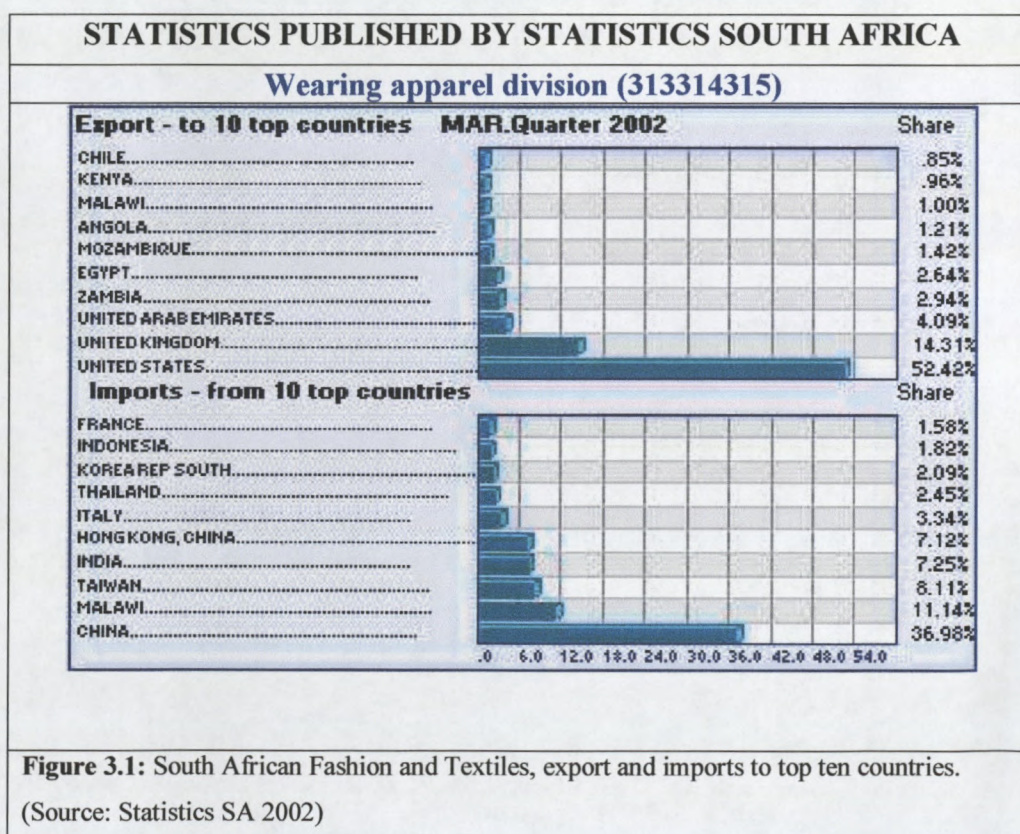 STATISTICS PUBLISHED BY STATISTICS SOUTH AFRICA
Wearing apparel division (313314315)
Export - to 10 top countries MAR.Quarter 2002 Share
CHILE .85%
KENYA .96%
MALAWI 1.00%
ANGOLA 1.21%
MOZAMBIQUE 1.42%
EGYPT 2.64%
ZAMBIA 2.94%
UNITED ARAB EMIRATES 4.09%
UNITED KINGDOM 14.31%
UNITED STATES 52.42%
Imports - from 10 top countries Share
FRANCE 1.58%
INDONESIA 1.82%
KOREA REP SOUTH 2.09%
THAILAND 2.45%
ITALY 3.34%
HONG KONG, CHINA 7.12%
INDIA 7.25%
TAIWAN 8.11%
MALAWI 11.14%
CHINA 36.98%
.0 6.0 12.0 18.0 24.0 30.0 36.0 42.0 48.0 54.0
Figure 3.1: South African Fashion and Textiles, export and imports to top ten countries.
(Source: Statistics SA 2002)